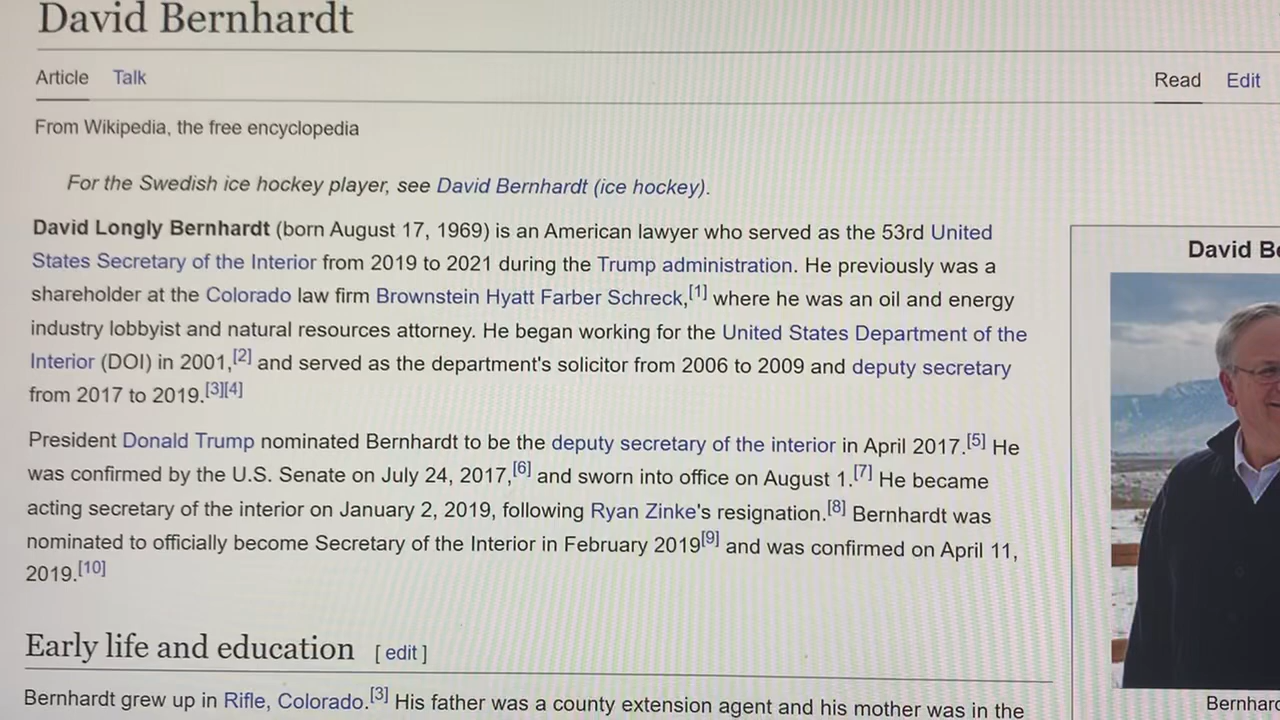 David Bernhardt
Article Talk Read Edit
From Wikipedia, the free encyclopedia
For the Swedish ice hockey player, see David Bernhardt (ice hockey).
David Longly Bernhardt (born August 17, 1969) is an American lawyer who served as the 53rd United
States Secretary of the Interior from 2019 to 2021 during the Trump administration. He previously was a
shareholder at the Colorado law firm Brownstein Hyatt Farber Schreck,[1] where he was an oil and energy
industry lobbyist and natural resources attorney. He began working for the United States Department of the
Interior (DOI) in 2001,[2] and served as the department's solicitor from 2006 to 2009 and deputy secretary
from 2017 to 2019.[3][4]
President Donald Trump nominated Bernhardt to be the deputy secretary of the interior in April 2017.[5] He
was confirmed by the U.S. Senate on July 24, 2017,[6] and sworn into office on August 1.[7] He became
acting secretary of the interior on January 2, 2019, following Ryan Zinke's resignation.[8] Bernhardt was
nominated to officially become Secretary of the Interior in February 2019[9] and was confirmed on April 11,
2019.[10]
Early life and education [ edit ]
Bernhardt grew up in Rifle, Colorado.[3] His father was a county extension agent and his mother was in the
David Be
Bernhard